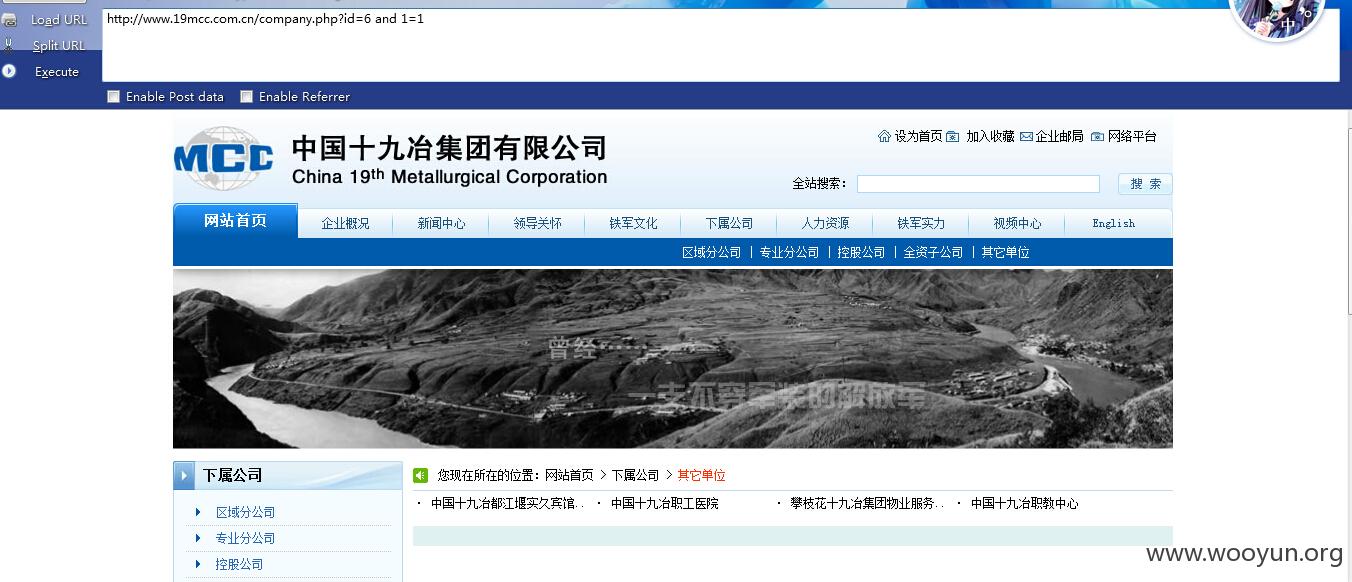 Load URL
http://www.19mcc.com.cn/company.php?id=6 and 1=1
Split URL
Execute
Enable Post data Enable Referrer
中
MCC 中国十九冶集团有限公司
China 19th Metallurgical Corporation
设为首页 加入收藏 企业邮局 网络平台
全站搜索： 搜 索
网站首页 企业概况 新闻中心 领导关怀 铁军文化 下属公司 人力资源 铁军实力 视频中心 English
区域分公司 | 专业分公司 | 控股公司 | 全资子公司 | 其它单位
曾经……
一支不穿军装的解放军
下属公司
您现在所在的位置：网站首页 > 下属公司 > 其它单位
· 中国十九冶都江堰实久宾馆.. · 中国十九冶职工医院 · 攀枝花十九冶集团物业服务.. · 中国十九冶职教中心
区域分公司
专业分公司
控股公司
www.wooyun.org